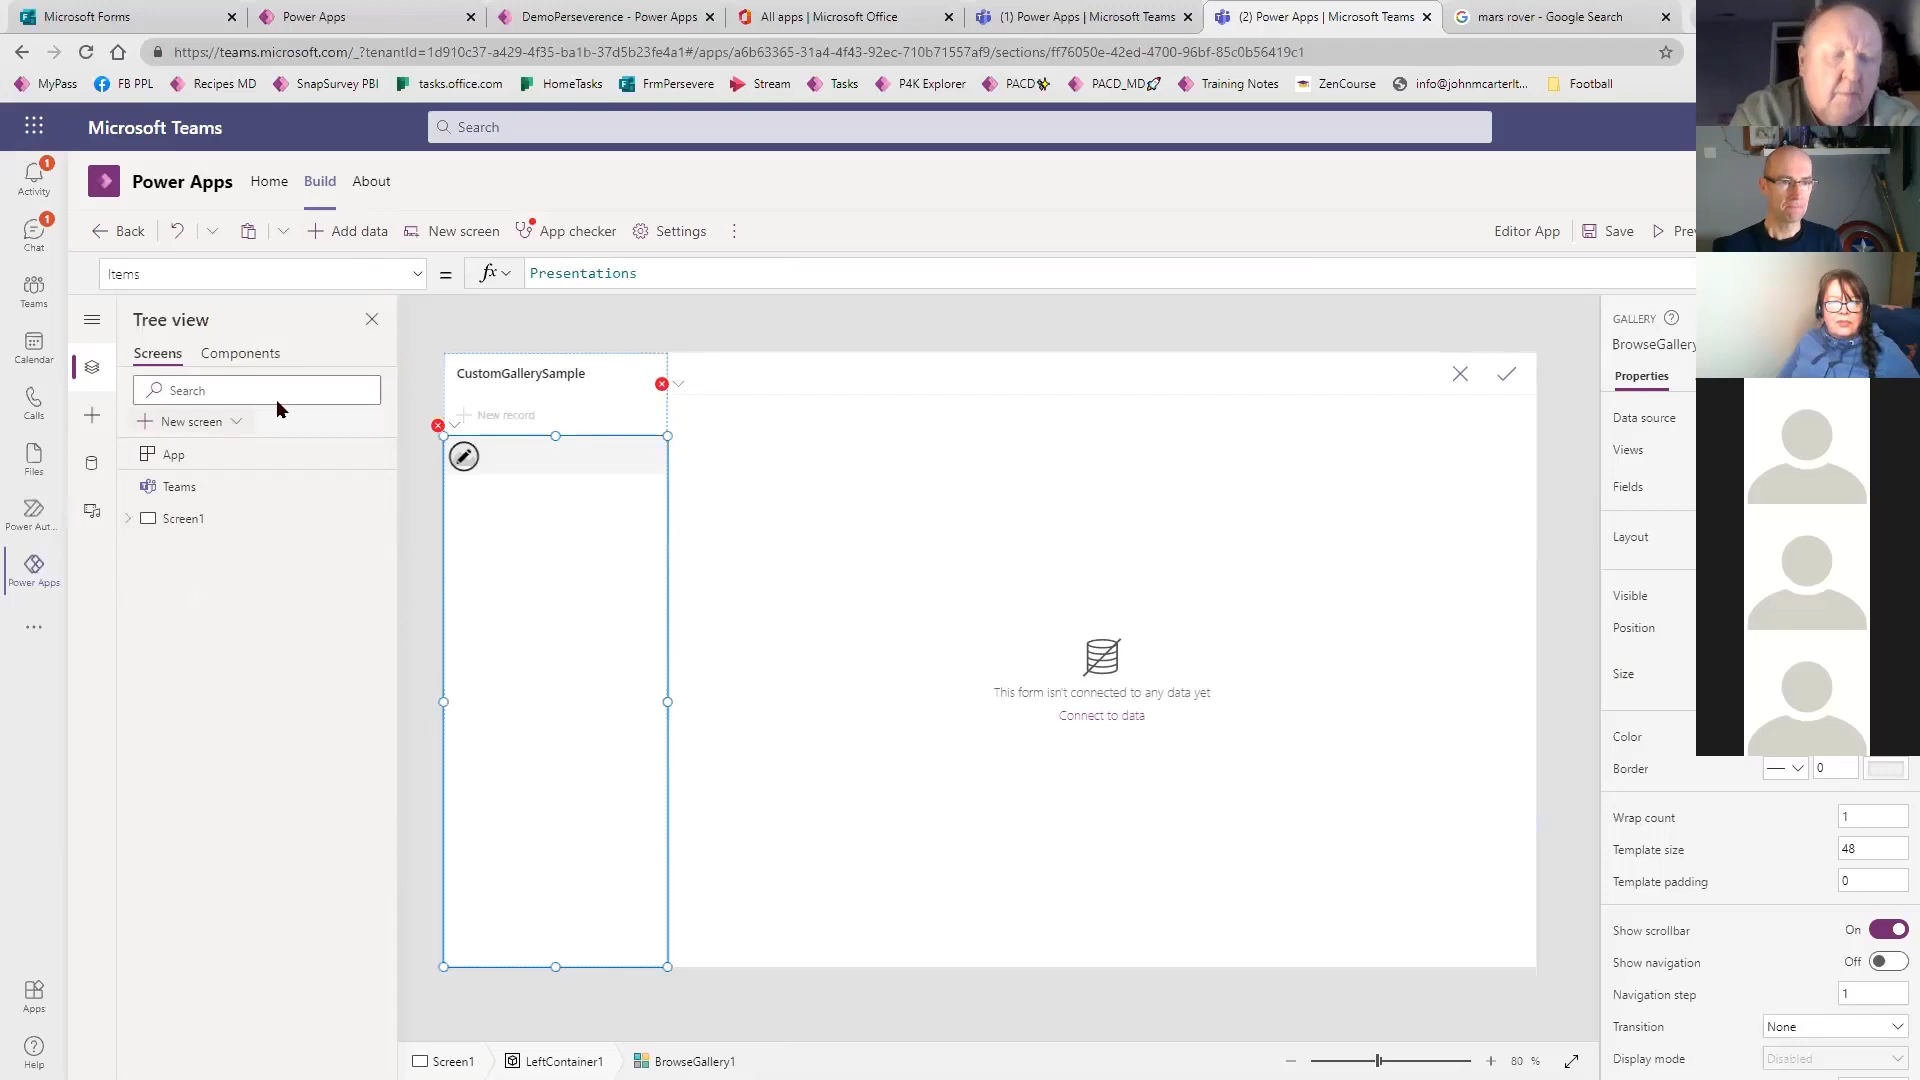 Microsoft Forms
Power Apps
DemoPerseverence - Power Apps
All apps | Microsoft Office
(1) Power Apps | Microsoft Teams
(2) Power Apps | Microsoft Teams
mars rover - Google Search
https://teams.microsoft.com/_?tenantId=1d910c37-a429-4f35-ba1b-37d5b23fe4a1#/apps/a6b63365-31a4-4f43-92ec-710b71557af9/sections/ff76050e-42ed-4700-96bf-85c0b56419c1
MyPass
FB PPL
Recipes MD
SnapSurvey PBI
tasks.office.com
HomeTasks
FrmPersevere
Stream
Tasks
P4K Explorer
PACD
PACD_MD
Training Notes
ZenCourse
info@johnmcarterlt...
Football
Microsoft Teams
Search
Power Apps
Home
Build
About
Back
Add data
New screen
App checker
Settings
Editor App
Save
Pre
Items
=
fx
Presentations
1
Activity
1
Chat
Teams
Calendar
Calls
Files
Power Aut...
Power Apps
Apps
Help
Tree view
Screens
Components
Search
New screen
App
Teams
Screen1
CustomGallerySample
New record
This form isn't connected to any data yet
Connect to data
GALLERY
BrowseGallery
Properties
Data source
Views
Fields
Layout
Visible
Position
Size
Color
Border
0
Wrap count
1
Template size
48
Template padding
0
Show scrollbar
On
Show navigation
Off
Navigation step
1
Transition
None
Display mode
Disabled
Screen1
LeftContainer1
BrowseGallery1
80 %